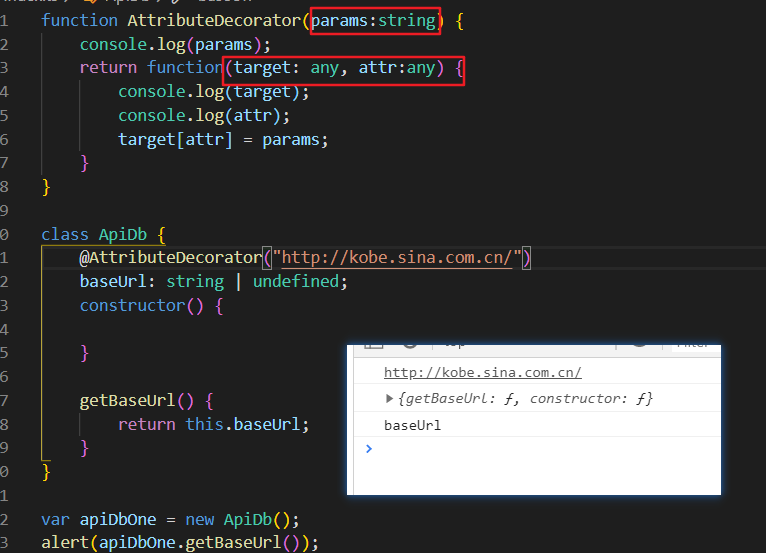 1 function AttributeDecorator(params:string) {
2     console.log(params);
3     return function(target: any, attr:any) {
4         console.log(target);
5         console.log(attr);
6         target[attr] = params;
7     }
8 }
9
0 class ApiDb {
1     @AttributeDecorator("http://kobe.sina.com.cn/")
2     baseUrl: string | undefined;
3     constructor() {
4
5     }
6
7     getBaseUrl() {
8         return this.baseUrl;
9     }
0 }
1
2 var apiDbOne = new ApiDb();
3 alert(apiDbOne.getBaseUrl());
http://kobe.sina.com.cn/
▶{getBaseUrl: ƒ, constructor: ƒ}
baseUrl
>